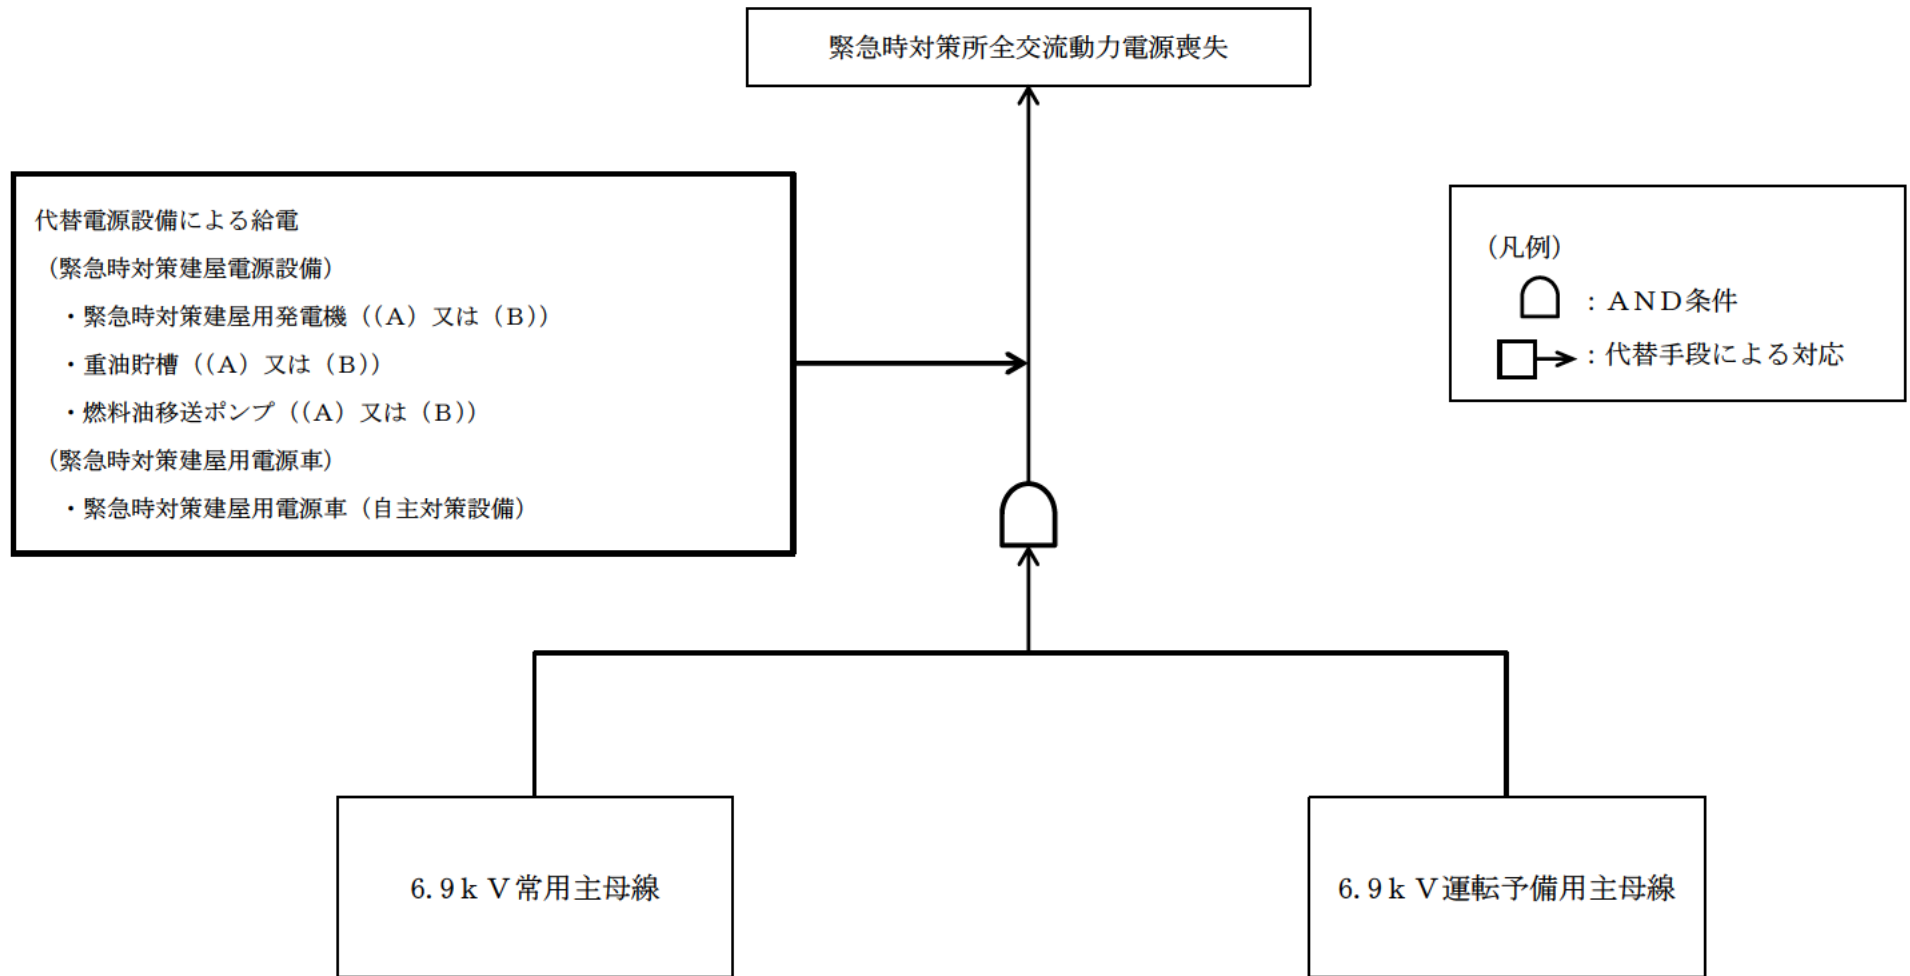 緊急時対策所全交流動力電源喪失
代替電源設備による給電
（緊急時対策建屋電源設備）
・緊急時対策建屋用発電機（（Ａ）又は（Ｂ））
・重油貯槽（（Ａ）又は（Ｂ））
・燃料油移送ポンプ（（Ａ）又は（Ｂ））
（緊急時対策建屋用電源車）
・緊急時対策建屋用電源車（自主対策設備）
（凡例）
：ＡＮＤ条件
：代替手段による対応
6.9ｋＶ常用主母線
6.9ｋＶ運転予備用主母線